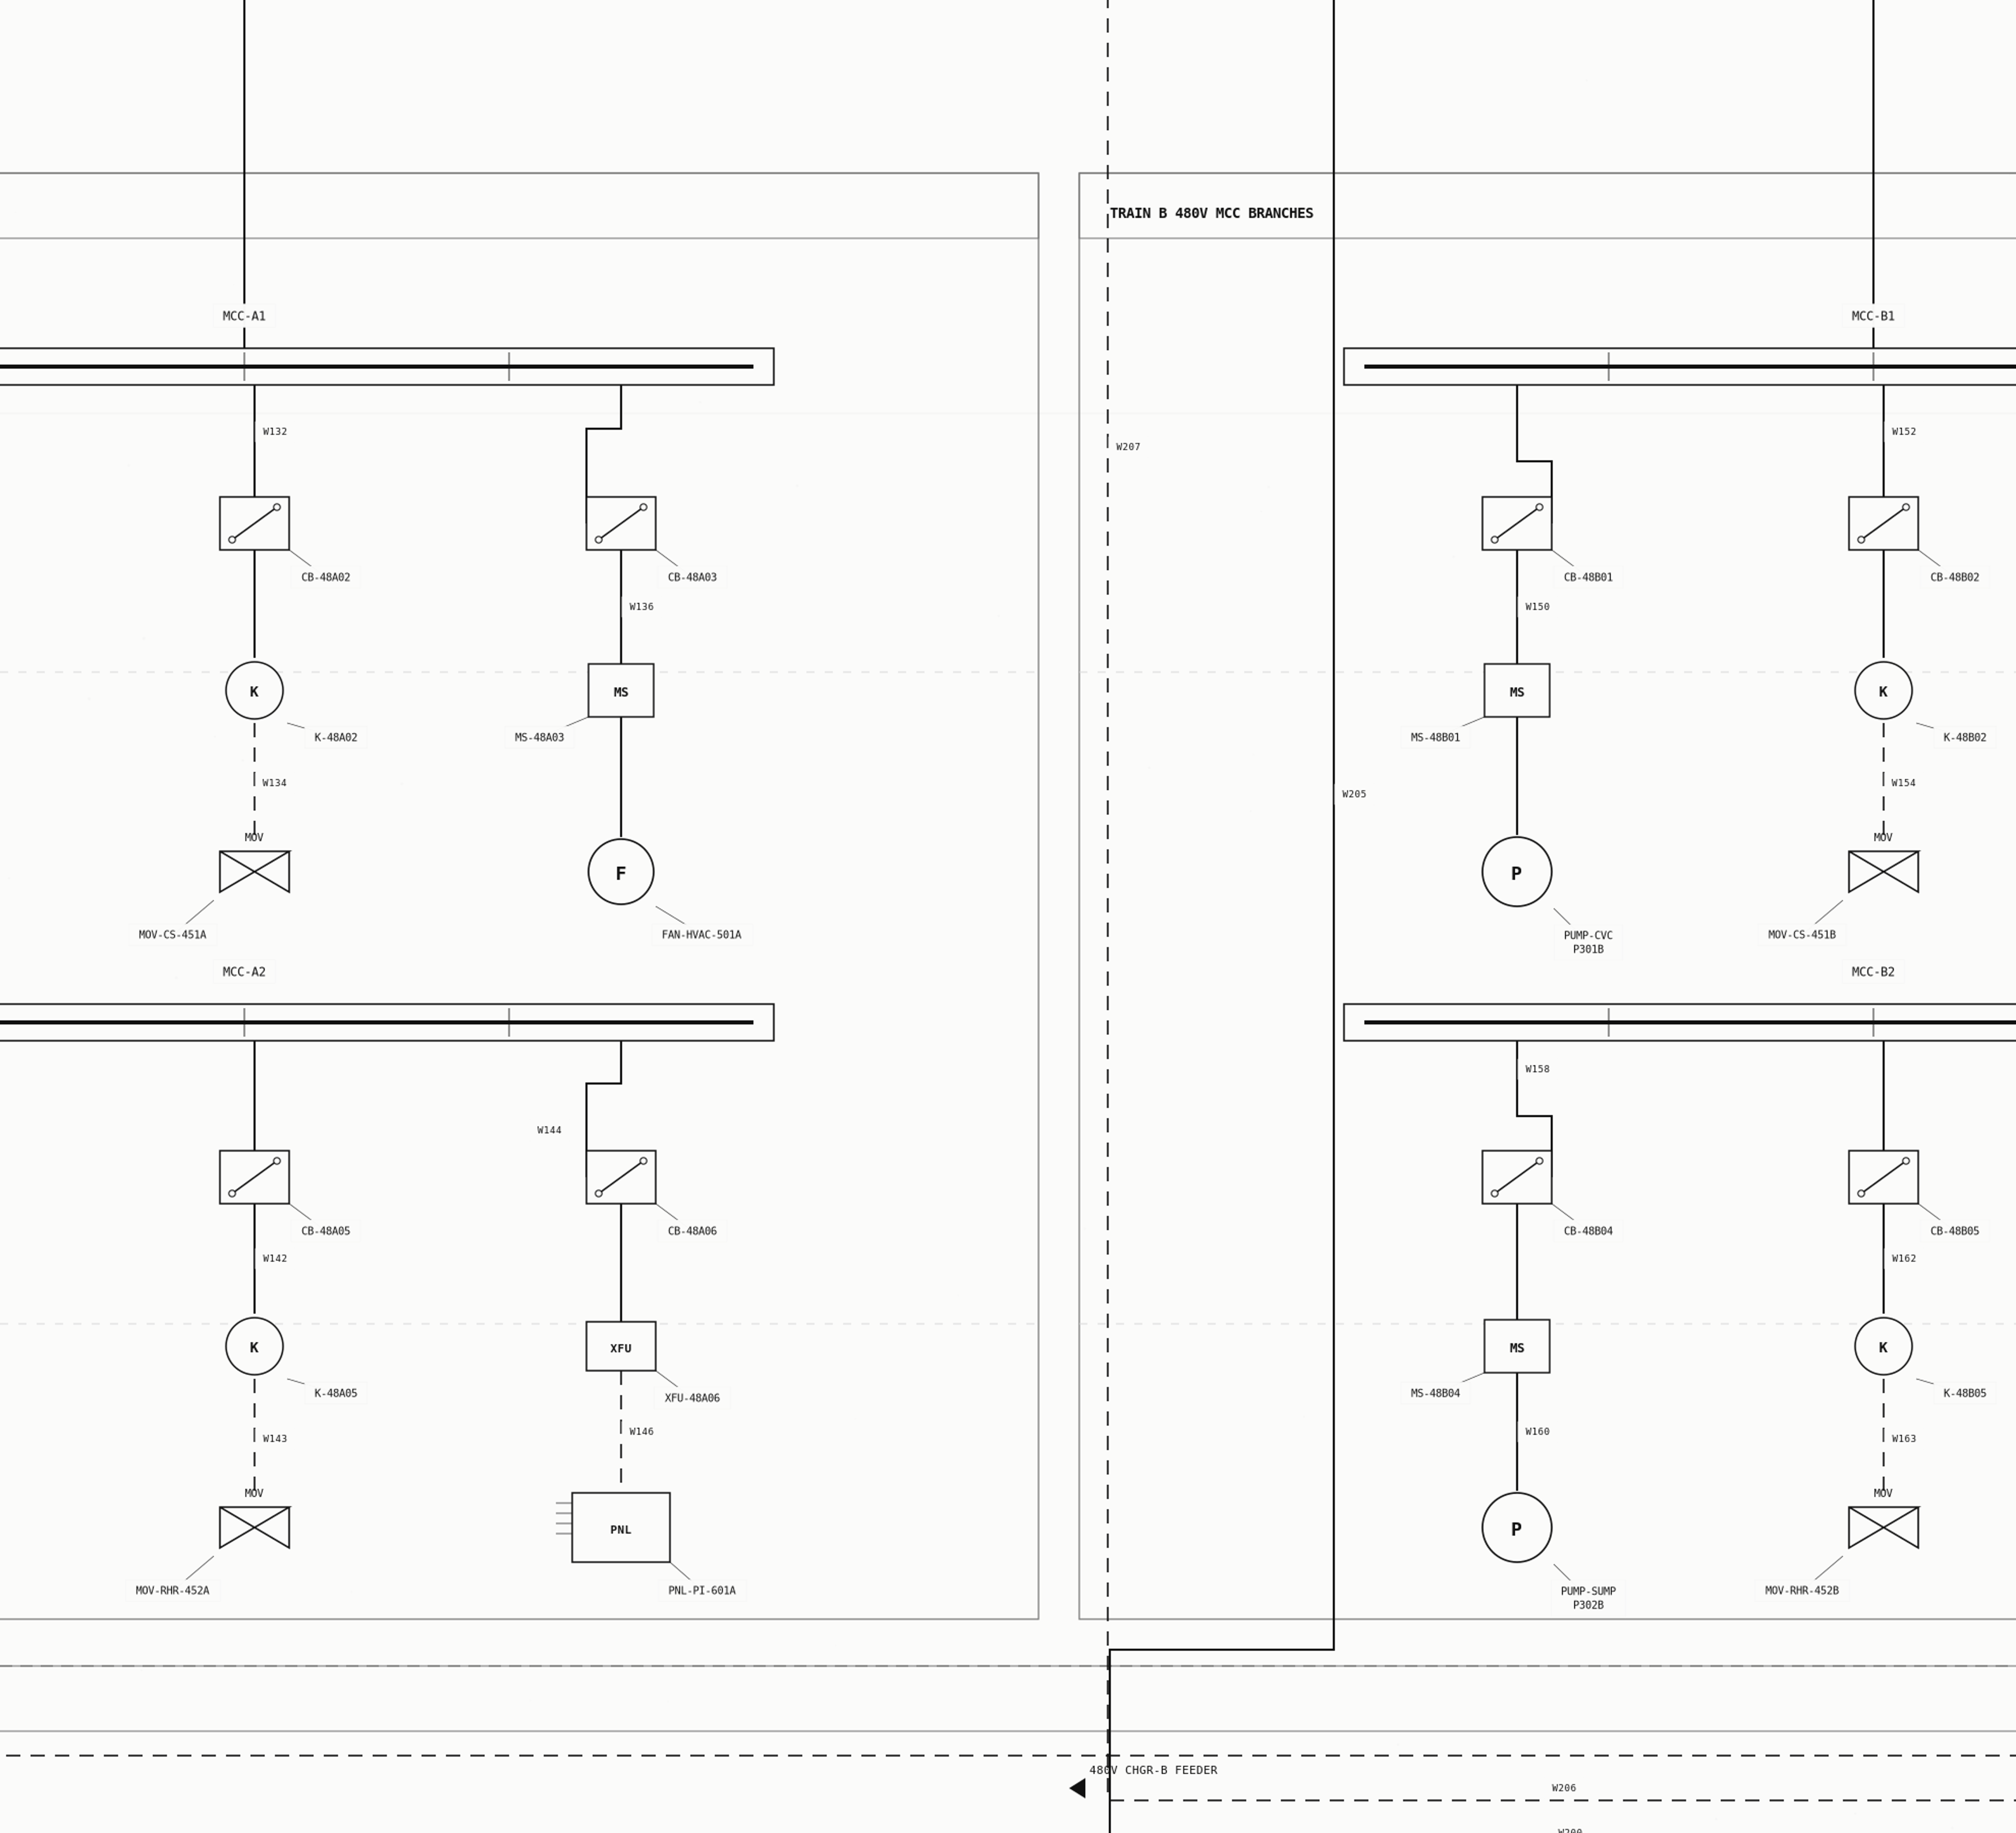 TRAIN B 480V MCC BRANCHES
MCC-A1
MCC-B1
W132
W152
W207
CB-48A02
CB-48A03
CB-48B01
CB-48B02
W136
W150
K
MS
MS
K
K-48A02
MS-48A03
MS-48B01
K-48B02
W134
W154
W205
MOV
MOV
F
P
MOV-CS-451A
FAN-HVAC-501A
PUMP-CVC
P301B
MOV-CS-451B
MCC-A2
MCC-B2
W158
W144
CB-48A05
CB-48A06
CB-48B04
CB-48B05
W142
W162
K
XFU
MS
K
K-48A05
XFU-48A06
MS-48B04
K-48B05
W146
W160
W143
W163
MOV
MOV
PNL
P
MOV-RHR-452A
PNL-PI-601A
PUMP-SUMP
P302B
MOV-RHR-452B
480V CHGR-B FEEDER
W206